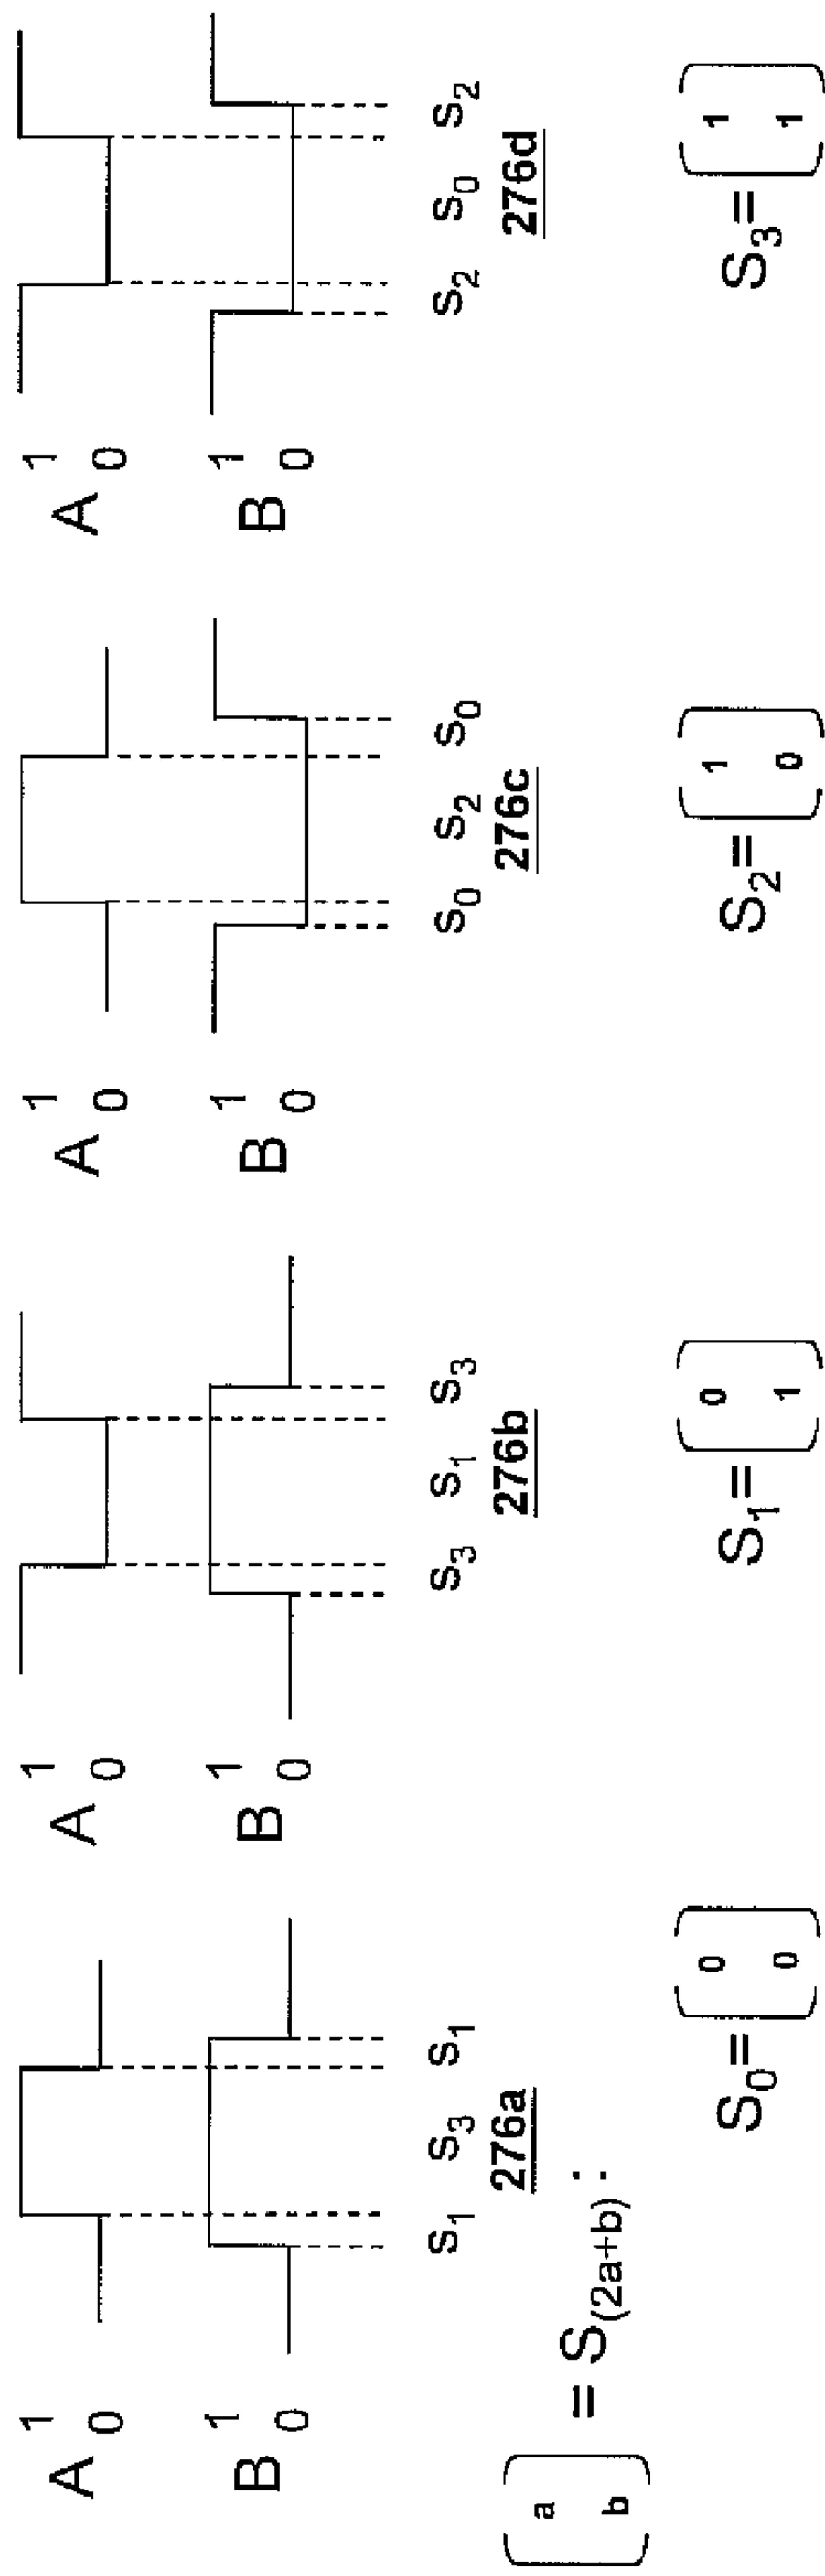 A 1 0
B 1 0
S1 S3 S1
276a
A 1 0
B 1 0
S3 S1 S3
276b
A 1 0
B 1 0
S0 S2 S0
276c
A 1 0
B 1 0
S2 S0 S2
276d
( a b ) = S(2a+b):
S0= ( 0 0 )
S1= ( 0 1 )
S2= ( 1 0 )
S3= ( 1 1 )